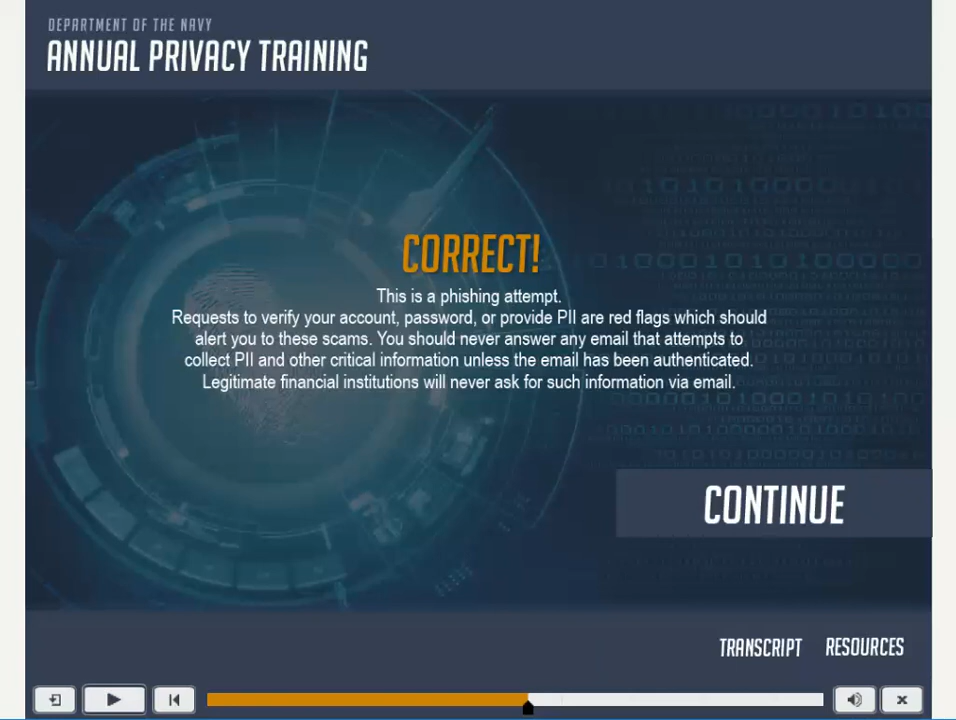 DEPARTMENT OF THE NAVY
ANNUAL PRIVACY TRAINING
CORRECT!
This is a phishing attempt.
Requests to verify your account, password, or provide PII are red flags which should
alert you to these scams. You should never answer any email that attempts to
collect PII and other critical information unless the email has been authenticated.
Legitimate financial institutions will never ask for such information via email.
CONTINUE
TRANSCRIPT RESOURCES